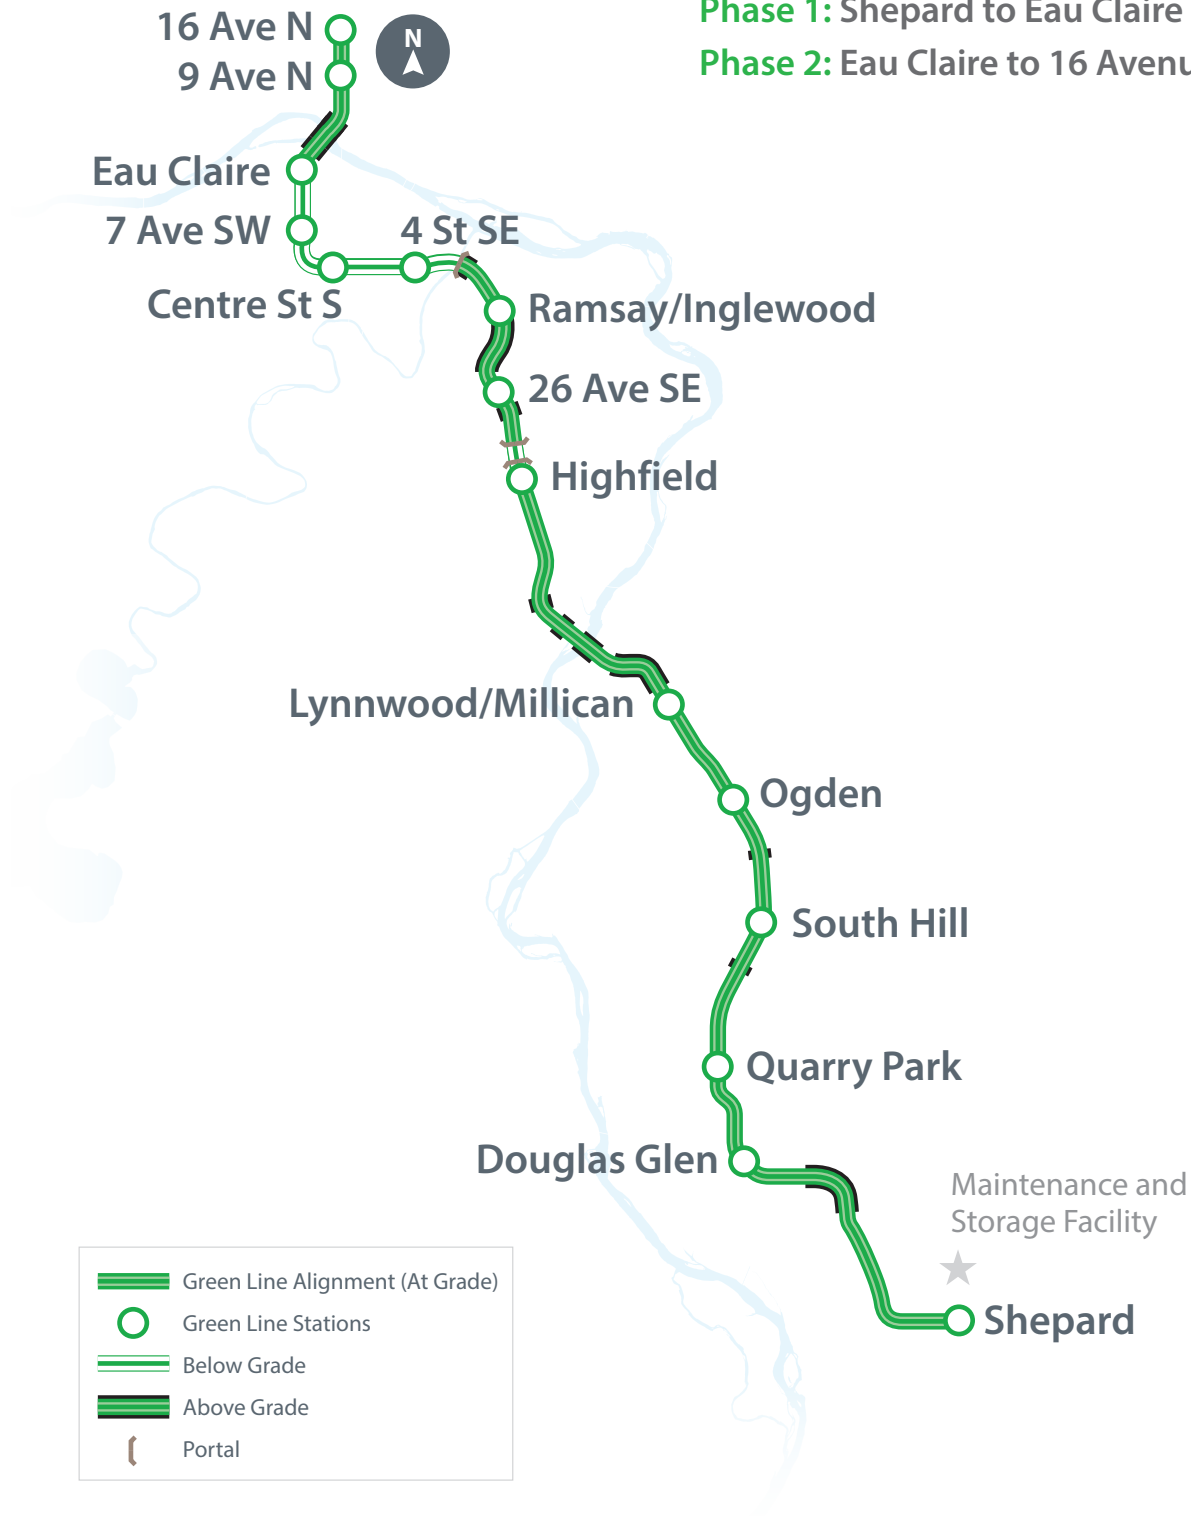 16 Ave N
N
Phase 1: Shepard to Eau Claire
9 Ave N
Phase 2: Eau Claire to 16 Avenu
Eau Claire
7 Ave SW
4 St SE
Centre St S
Ramsay/Inglewood
26 Ave SE
Highfield
Lynnwood/Millican
Ogden
South Hill
Quarry Park
Douglas Glen
Maintenance and
Storage Facility
Shepard
Green Line Alignment (At Grade)
Green Line Stations
Below Grade
Above Grade
Portal